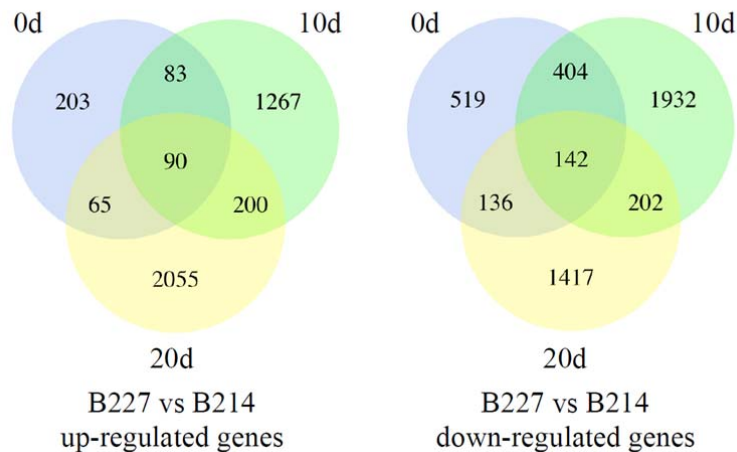 0d
10d
83
203
1267
90
65
200
2055
20d
B227 vs B214
up-regulated genes
0d
10d
404
519
1932
142
136
202
1417
20d
B227 vs B214
down-regulated genes